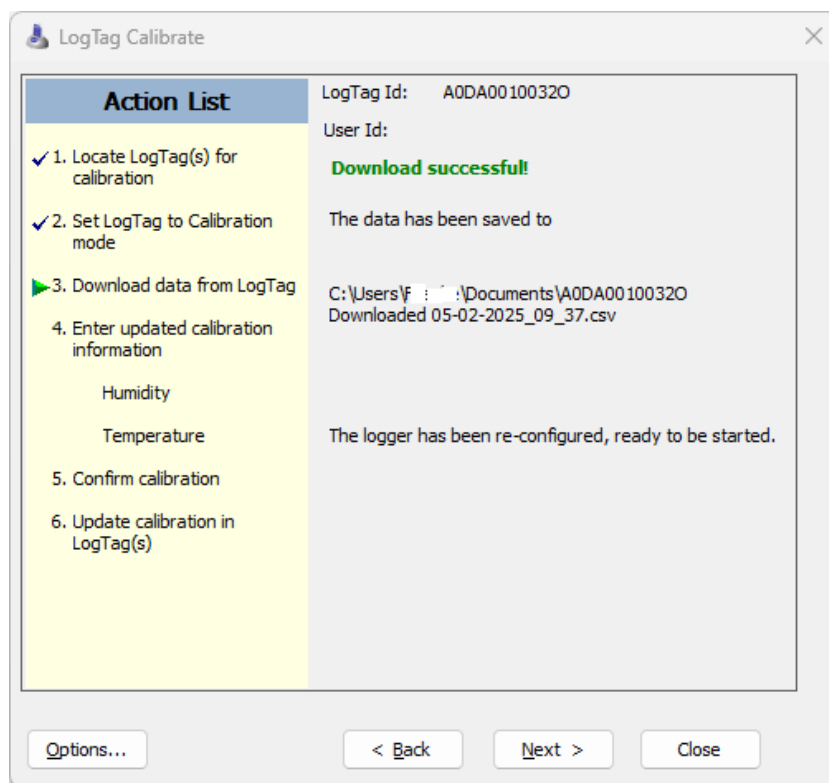 LogTag Calibrate
Action List
1. Locate LogTag(s) for
calibration
2. Set LogTag to Calibration
mode
3. Download data from LogTag
4. Enter updated calibration
information
Humidity
Temperature
5. Confirm calibration
6. Update calibration in
LogTag(s)
LogTag Id: A0DA0010032O
User Id:
Download successful!
The data has been saved to
C:\Users\ \Documents\A0DA0010032O
Downloaded 05-02-2025_09_37.csv
The logger has been re-configured, ready to be started.
Options...
< Back
Next >
Close